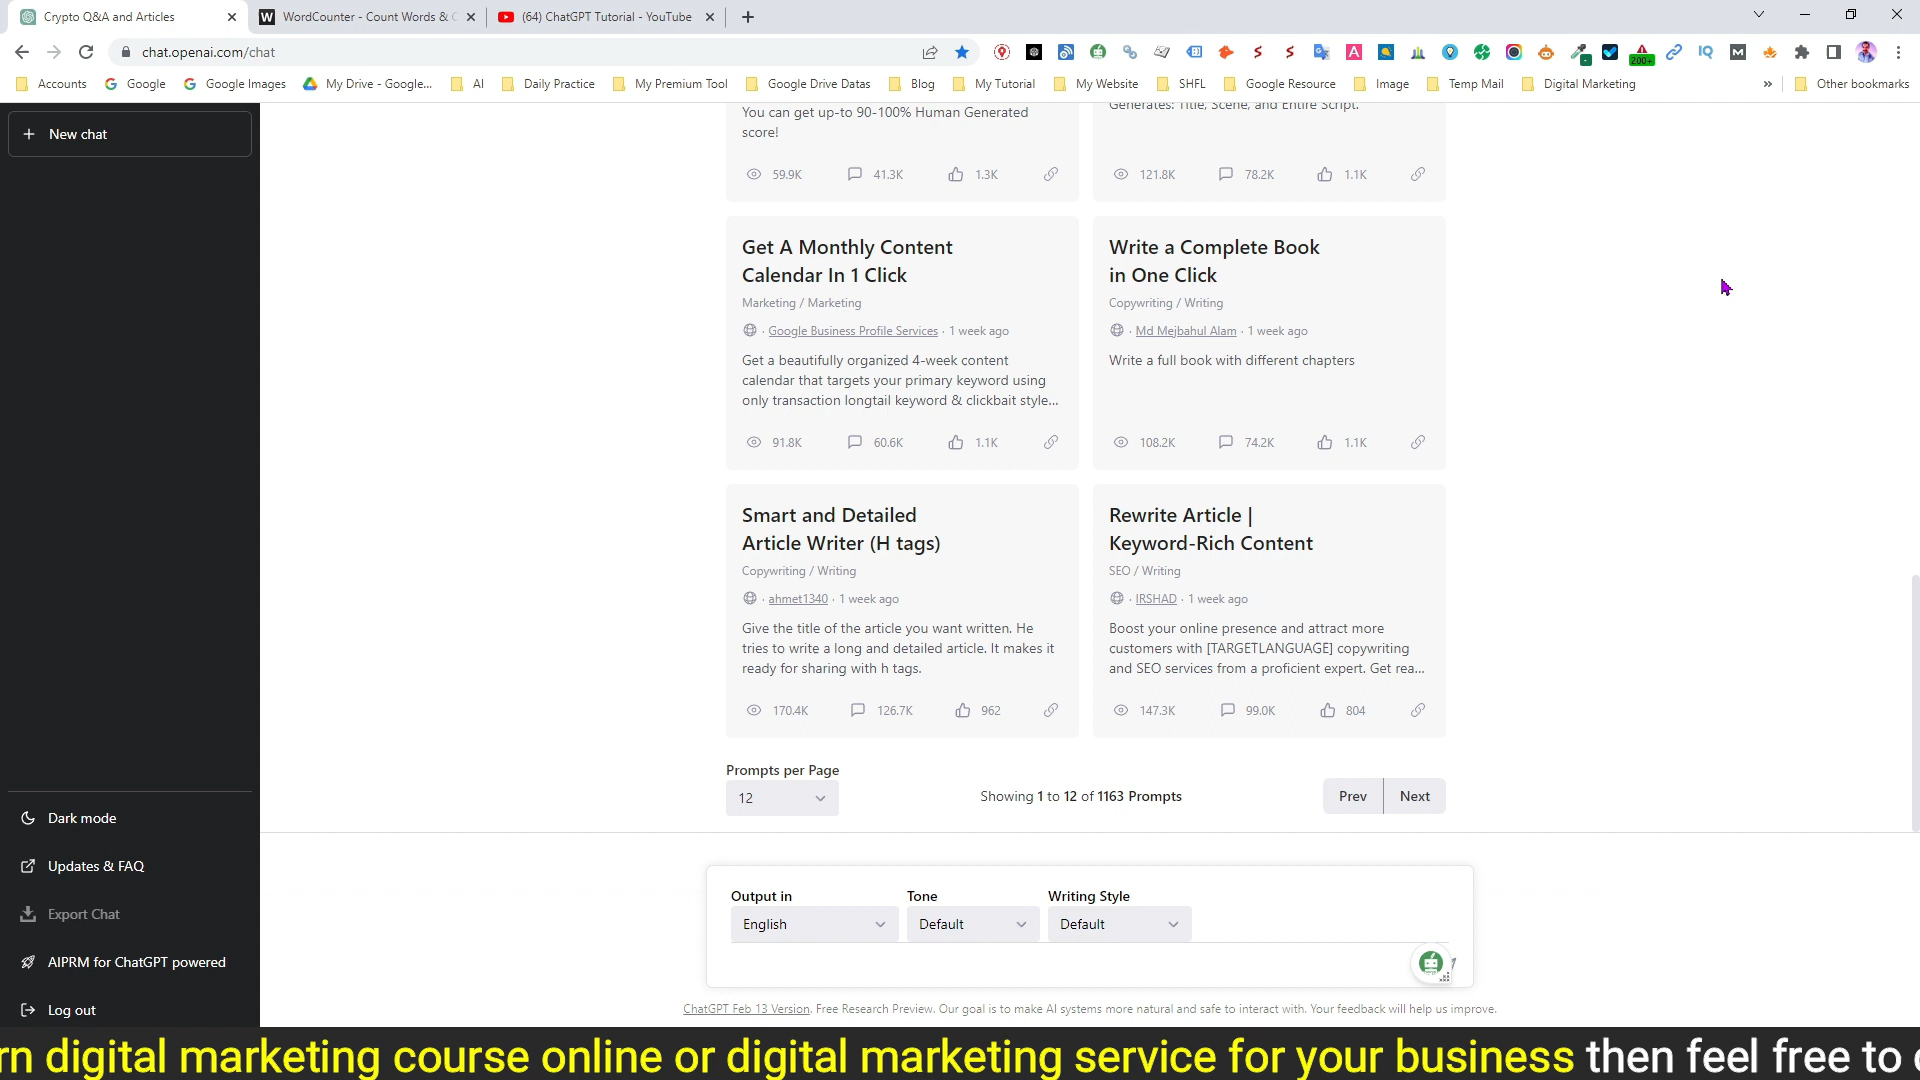 Crypto Q&A and Articles
WordCounter - Count Words & C
(64) ChatGPT Tutorial - YouTube
chat.openai.com/chat
200+
Accounts
Google
Google Images
My Drive - Google...
AI
Daily Practice
My Premium Tool
Google Drive Datas
Blog
My Tutorial
My Website
SHFL
Google Resource
Image
Temp Mail
Digital Marketing
»
Other bookmarks
New chat
You can get up-to 90-100% Human Generated
score!
59.9K
41.3K
1.3K
Generates: Title, Scene, and Entire Script.
121.8K
78.2K
1.1K
Get A Monthly Content
Calendar In 1 Click
Marketing / Marketing
· Google Business Profile Services · 1 week ago
Get a beautifully organized 4-week content
calendar that targets your primary keyword using
only transaction longtail keyword & clickbait style...
91.8K
60.6K
1.1K
Write a Complete Book
in One Click
Copywriting / Writing
· Md Mejbahul Alam · 1 week ago
Write a full book with different chapters
108.2K
74.2K
1.1K
Smart and Detailed
Article Writer (H tags)
Copywriting / Writing
· ahmet1340 · 1 week ago
Give the title of the article you want written. He
tries to write a long and detailed article. It makes it
ready for sharing with h tags.
170.4K
126.7K
962
Rewrite Article |
Keyword-Rich Content
SEO / Writing
· IRSHAD · 1 week ago
Boost your online presence and attract more
customers with [TARGETLANGUAGE] copywriting
and SEO services from a proficient expert. Get rea...
147.3K
99.0K
804
Prompts per Page
12
Showing 1 to 12 of 1163 Prompts
Prev
Next
Dark mode
Updates & FAQ
Export Chat
AIPRM for ChatGPT powered
Log out
Output in
English
Tone
Default
Writing Style
Default
ChatGPT Feb 13 Version. Free Research Preview. Our goal is to make AI systems more natural and safe to interact with. Your feedback will help us improve.
rn digital marketing course online or digital marketing service for your business then feel free to